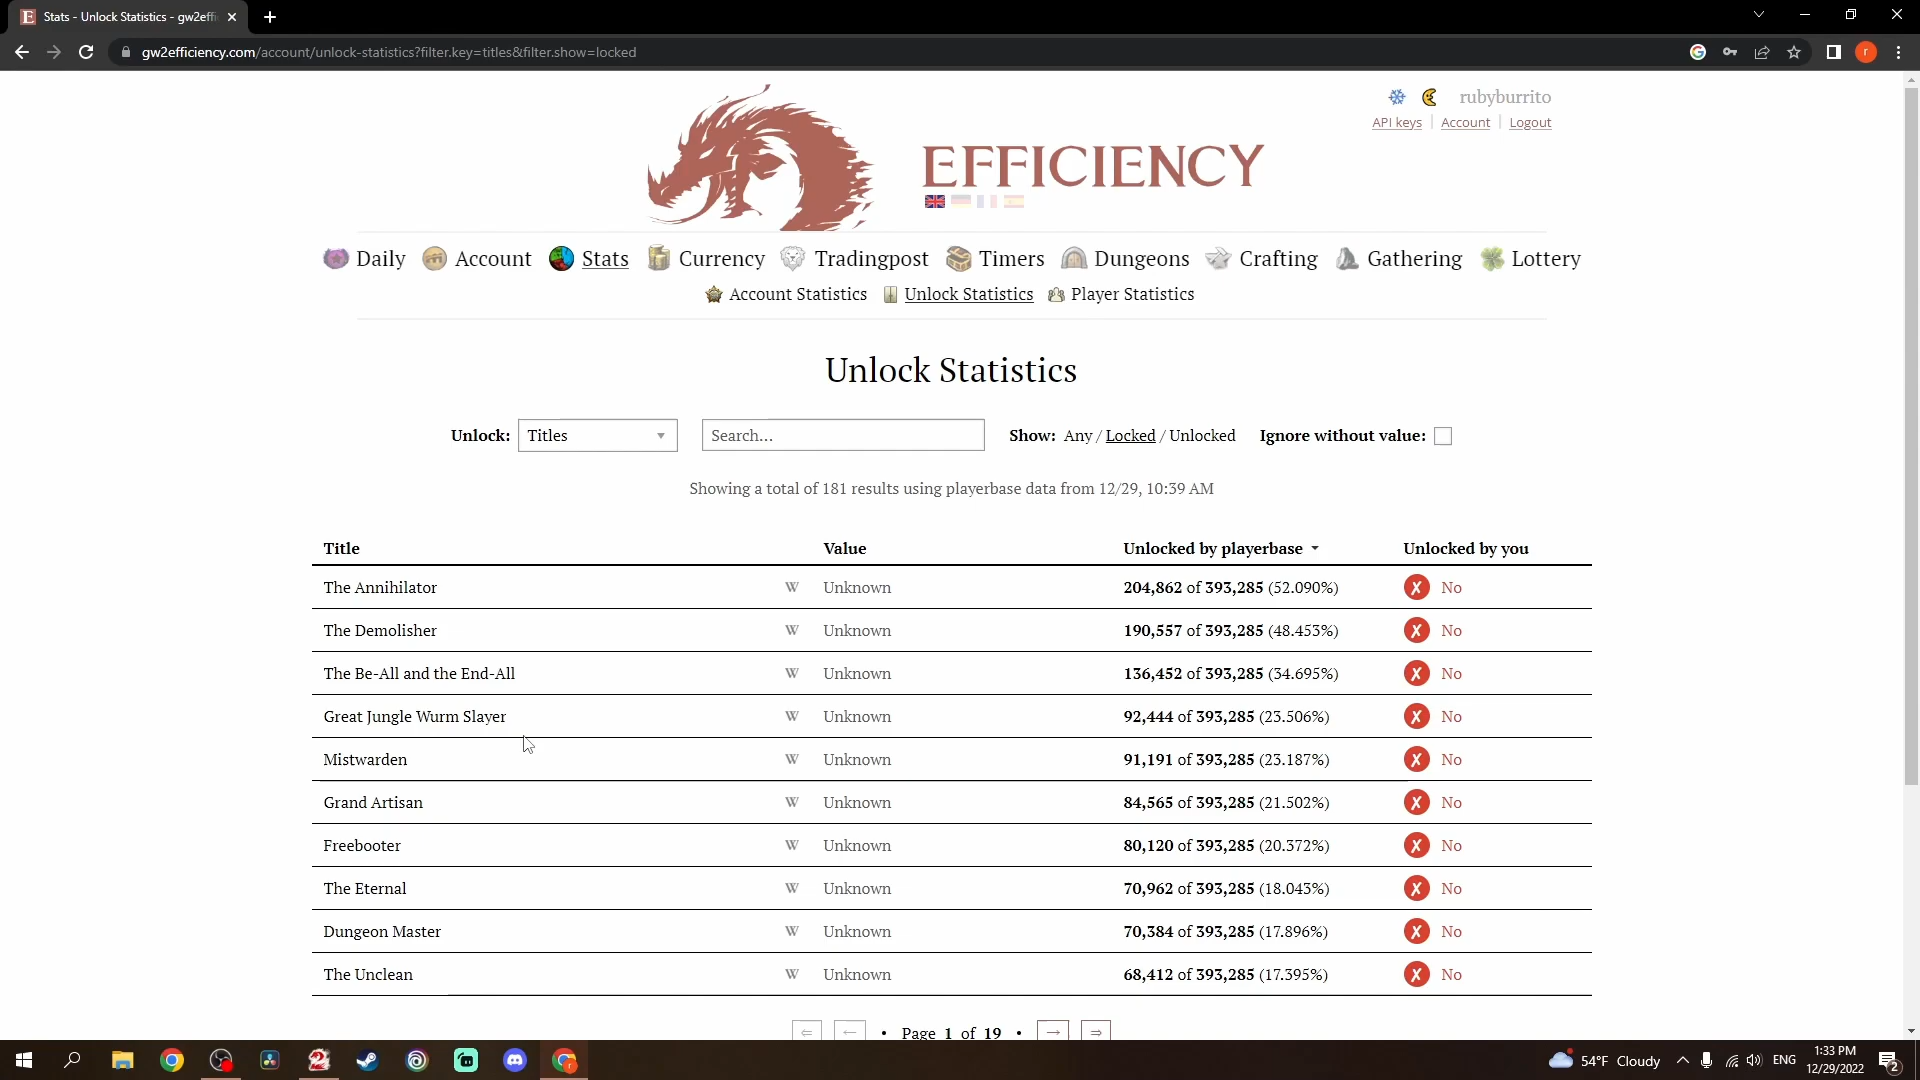 Stats - Unlock Statistics - gw2effi
gw2efficiency.com/account/unlock-statistics?filter.key=titles&filter.show=locked
r
rubyburrito
API keys | Account | Logout
EFFICIENCY
Daily Account Stats Currency Tradingpost Timers Dungeons Crafting Gathering Lottery
Account Statistics Unlock Statistics Player Statistics
Unlock Statistics
Unlock: Titles Search... Show: Any / Locked / Unlocked Ignore without value:
Showing a total of 181 results using playerbase data from 12/29, 10:39 AM
Title Value Unlocked by playerbase Unlocked by you
The Annihilator W Unknown 204,862 of 393,285 (52.090%) X No
The Demolisher W Unknown 190,557 of 393,285 (48.453%) X No
The Be-All and the End-All W Unknown 136,452 of 393,285 (34.695%) X No
Great Jungle Wurm Slayer W Unknown 92,444 of 393,285 (23.506%) X No
Mistwarden W Unknown 91,191 of 393,285 (23.187%) X No
Grand Artisan W Unknown 84,565 of 393,285 (21.502%) X No
Freebooter W Unknown 80,120 of 393,285 (20.372%) X No
The Eternal W Unknown 70,962 of 393,285 (18.043%) X No
Dungeon Master W Unknown 70,384 of 393,285 (17.896%) X No
The Unclean W Unknown 68,412 of 393,285 (17.395%) X No
⇐ ← • Page 1 of 19 • → ⇒
54°F Cloudy ENG 1:33 PM
12/29/2022 2